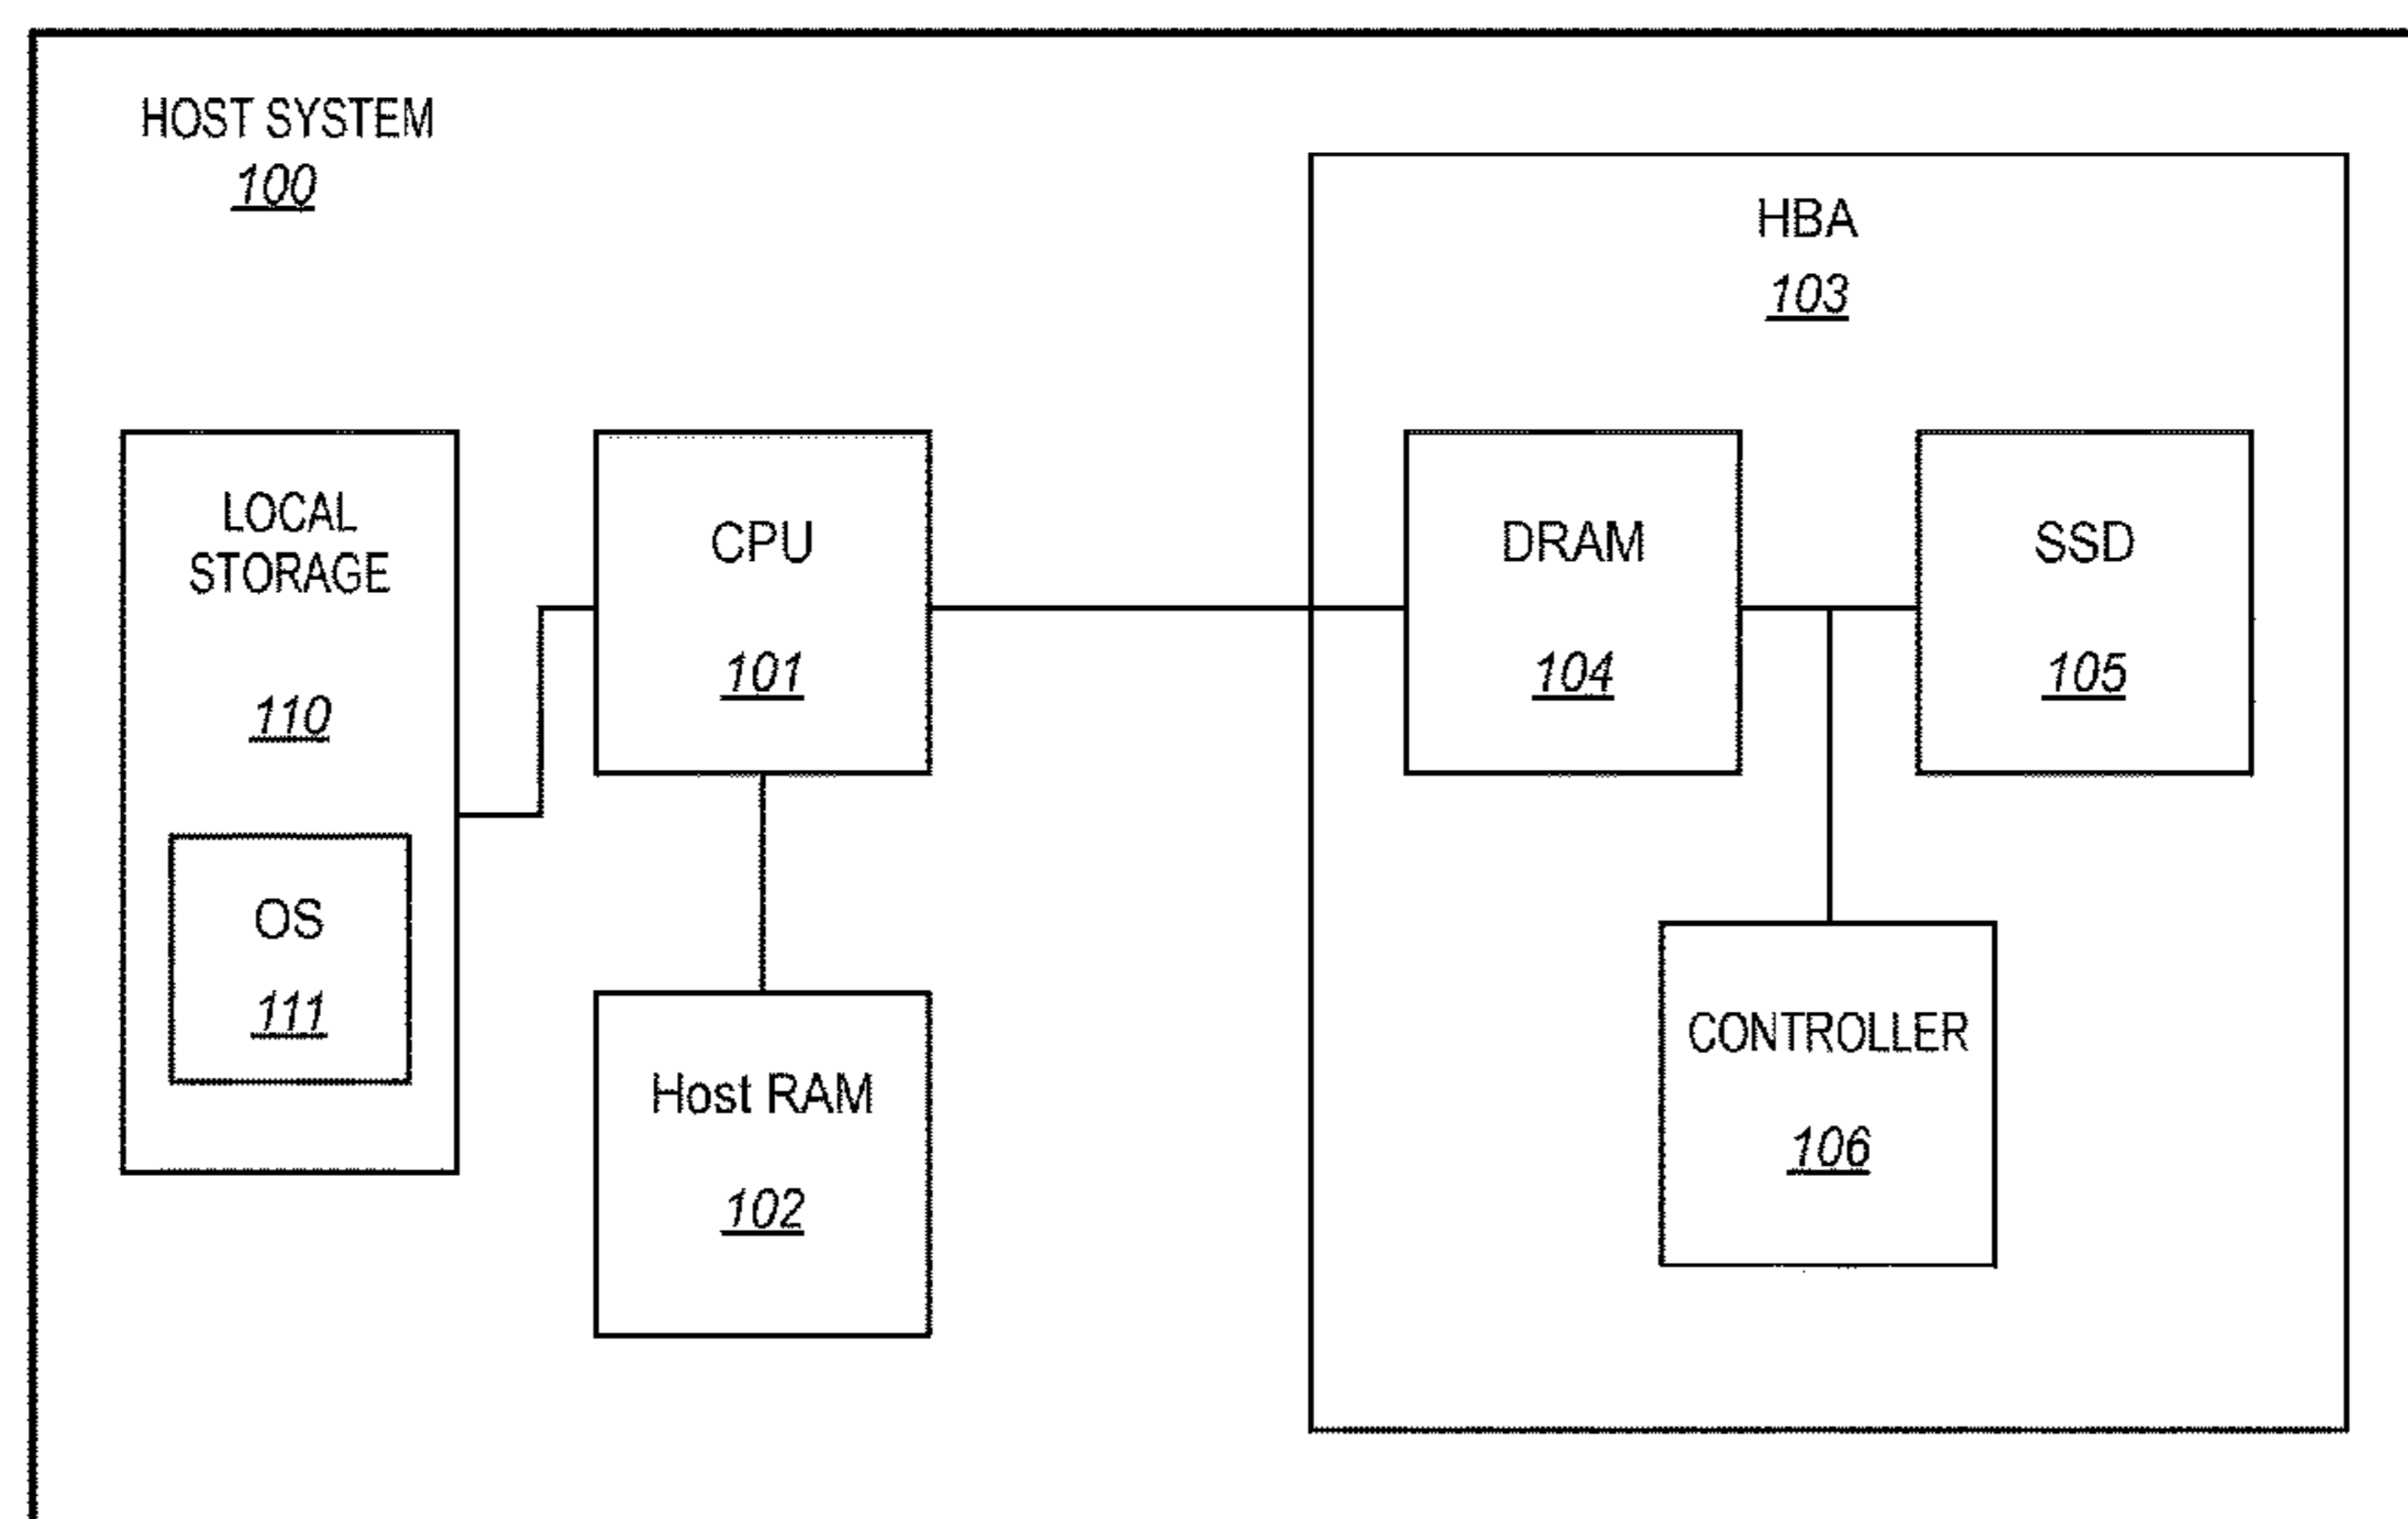 HOST SYSTEM
100
HBA
103
LOCAL
STORAGE
110
OS
111
CPU
101
Host RAM
102
DRAM
104
SSD
105
CONTROLLER
106